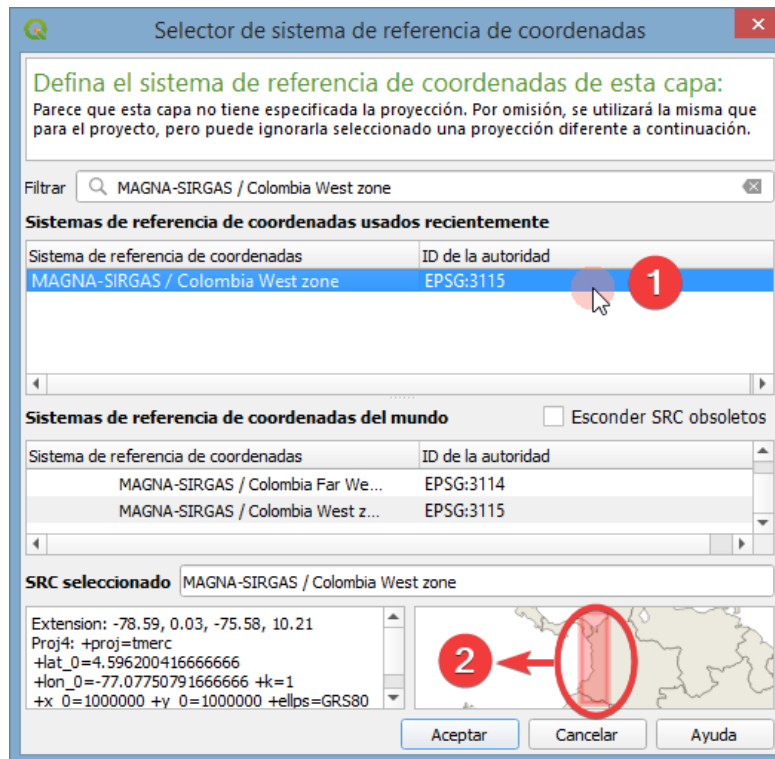 Selector de sistema de referencia de coordenadas
Defina el sistema de referencia de coordenadas de esta capa:
Parece que esta capa no tiene especificada la proyección. Por omisión, se utilizará la misma que
para el proyecto, pero puede ignorarla seleccionado una proyección diferente a continuación.
Filtrar MAGNA-SIRGAS / Colombia West zone
Sistemas de referencia de coordenadas usados recientemente
Sistema de referencia de coordenadas ID de la autoridad
MAGNA-SIRGAS / Colombia West zone EPSG:3115 1
Sistemas de referencia de coordenadas del mundo Esconder SRC obsoletos
Sistema de referencia de coordenadas ID de la autoridad
MAGNA-SIRGAS / Colombia Far We... EPSG:3114
MAGNA-SIRGAS / Colombia West z... EPSG:3115
SRC seleccionado MAGNA-SIRGAS / Colombia West zone
Extension: -78.59, 0.03, -75.58, 10.21
Proj4: +proj=tmerc
+lat_0=4.596200416666666
+lon_0=-77.07750791666666 +k=1
+x_0=1000000 +y_0=1000000 +ellps=GRS80
2
Aceptar Cancelar Ayuda